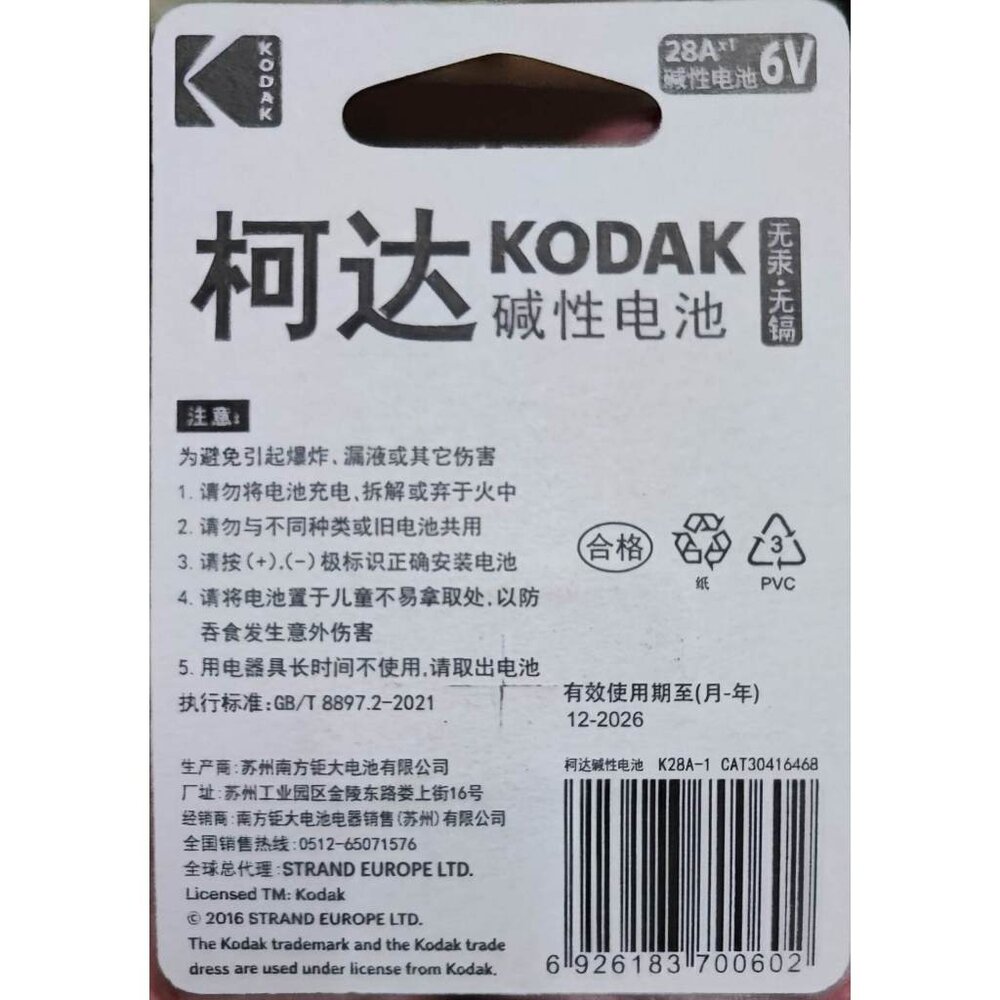 KODAK
28A x1
碱性电池 6V
柯达 KODAK
碱性电池
无汞·无镉
注意:
为避免引起爆炸、漏液或其它伤害
1. 请勿将电池充电、拆解或弃于火中
2. 请勿与不同种类或旧电池共用
3. 请按(+).(-)极标识正确安装电池
4. 请将电池置于儿童不易拿取处,以防
吞食发生意外伤害
5. 用电器具长时间不使用,请取出电池
执行标准:GB/T 8897.2-2021
合格
纸
3
PVC
有效使用期至(月-年)
12-2026
生产商:苏州南方钜大电池有限公司
厂址:苏州工业园区金陵东路娄上街16号
经销商:南方钜大电池电器销售(苏州)有限公司
全国销售热线:0512-65071576
全球总代理:STRAND EUROPE LTD.
Licensed TM: Kodak
© 2016 STRAND EUROPE LTD.
The Kodak trademark and the Kodak trade
dress are used under license from Kodak.
柯达碱性电池 K28A-1 CAT30416468
6 926183 700602